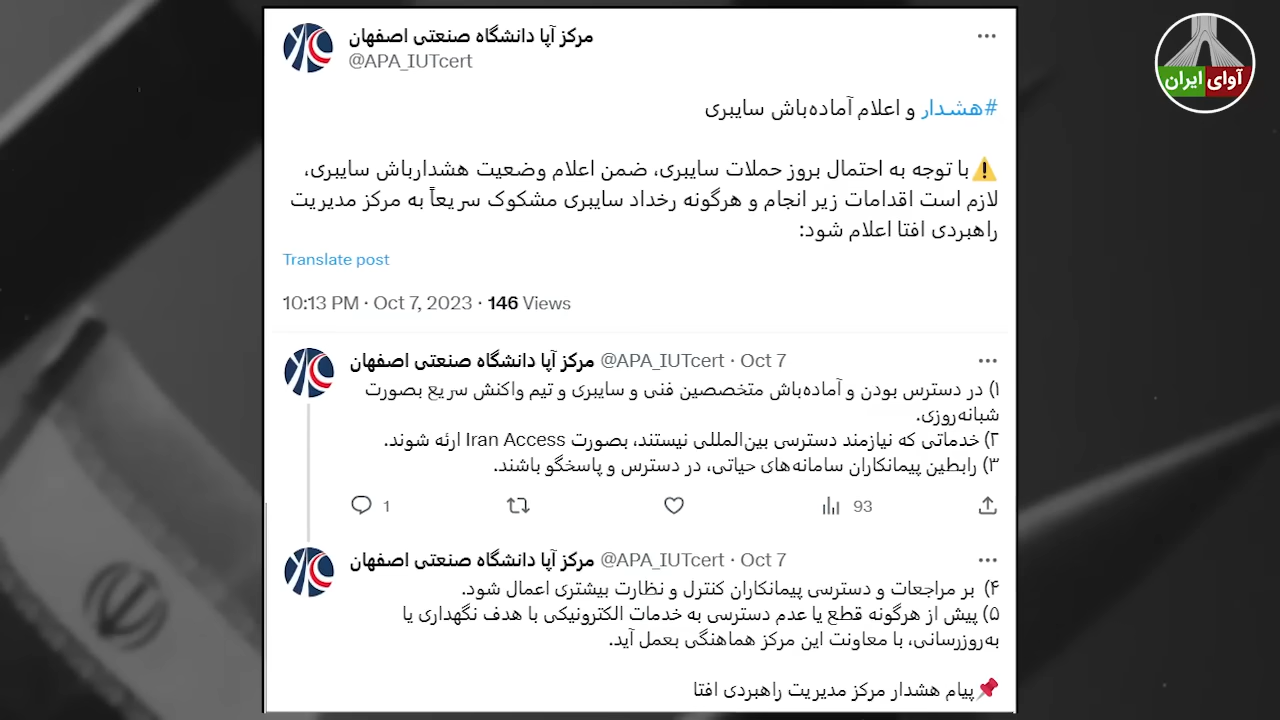 مرکز آپا دانشگاه صنعتی اصفهان
@APA_IUTcert
آوای ایران
#هشدار و اعلام آماده‌باش سایبری
⚠️با توجه به احتمال بروز حملات سایبری، ضمن اعلام وضعیت هشدارباش سایبری،
لازم است اقدامات زیر انجام و هرگونه رخداد سایبری مشکوک سریعاً به مرکز مدیریت
راهبردی افتا اعلام شود:
Translate post
10:13 PM · Oct 7, 2023 · 146 Views
مرکز آپا دانشگاه صنعتی اصفهان @APA_IUTcert · Oct 7
۱) در دسترس بودن و آماده‌باش متخصصین فنی و سایبری و تیم واکنش سریع بصورت
شبانه‌روزی.
۲) خدماتی که نیازمند دسترسی بین‌المللی نیستند، بصورت Iran Access ارئه شوند.
۳) رابطین پیمانکاران سامانه‌های حیاتی، در دسترس و پاسخگو باشند.
1 93
مرکز آپا دانشگاه صنعتی اصفهان @APA_IUTcert · Oct 7
۴) بر مراجعات و دسترسی پیمانکاران کنترل و نظارت بیشتری اعمال شود.
۵) پیش از هرگونه قطع یا عدم دسترسی به خدمات الکترونیکی با هدف نگهداری یا
به‌روزرسانی، با معاونت این مرکز هماهنگی بعمل آید.
📌پیام هشدار مرکز مدیریت راهبردی افتا